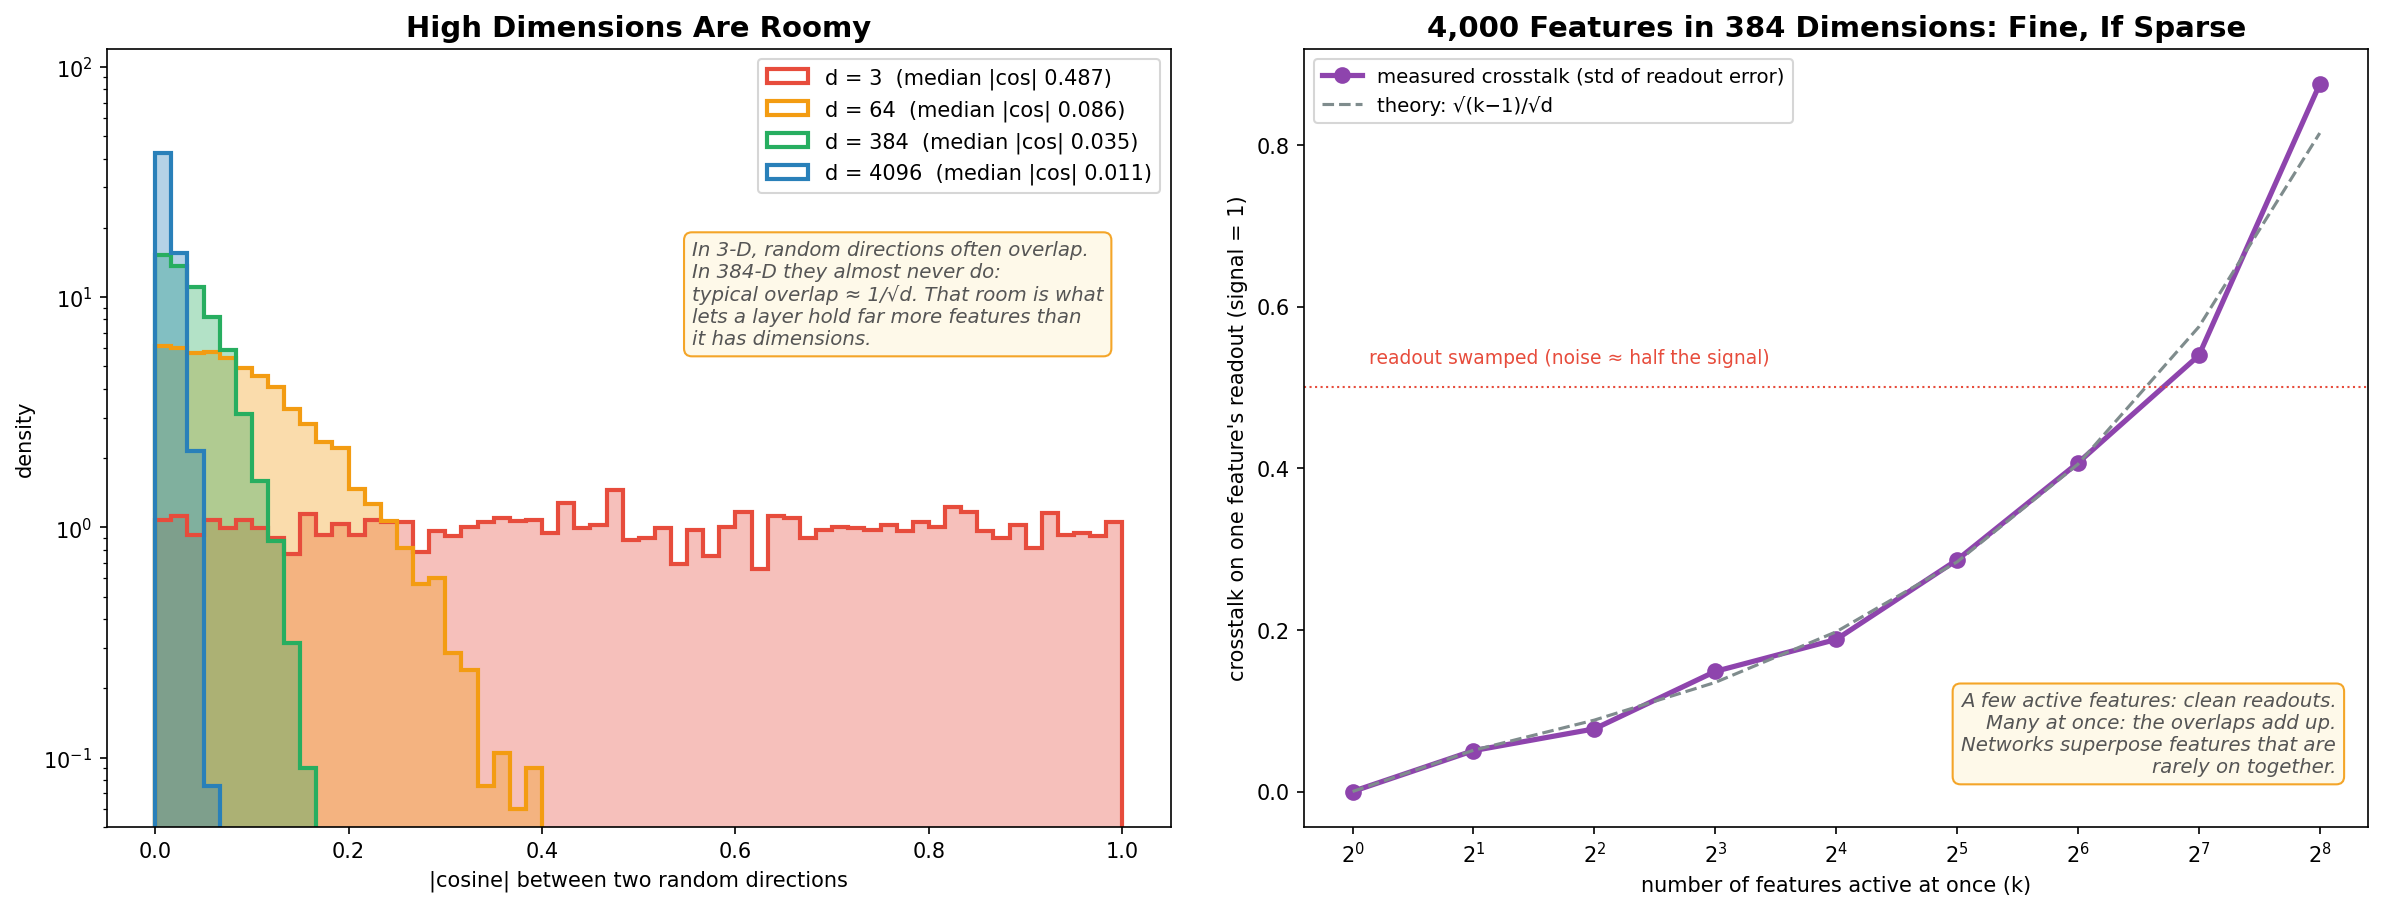 High Dimensions Are Roomy
d = 3  (median |cos| 0.487)
d = 64  (median |cos| 0.086)
d = 384  (median |cos| 0.035)
d = 4096  (median |cos| 0.011)
In 3-D, random directions often overlap.
In 384-D they almost never do:
typical overlap ≈ 1/√d. That room is what
lets a layer hold far more features than
it has dimensions.
density
10²
10¹
10⁰
10⁻¹
0.0 0.2 0.4 0.6 0.8 1.0
|cosine| between two random directions
4,000 Features in 384 Dimensions: Fine, If Sparse
measured crosstalk (std of readout error)
theory: √(k−1)/√d
readout swamped (noise ≈ half the signal)
A few active features: clean readouts.
Many at once: the overlaps add up.
Networks superpose features that are
rarely on together.
crosstalk on one feature's readout (signal = 1)
0.8
0.6
0.4
0.2
0.0
2⁰ 2¹ 2² 2³ 2⁴ 2⁵ 2⁶ 2⁷ 2⁸
number of features active at once (k)